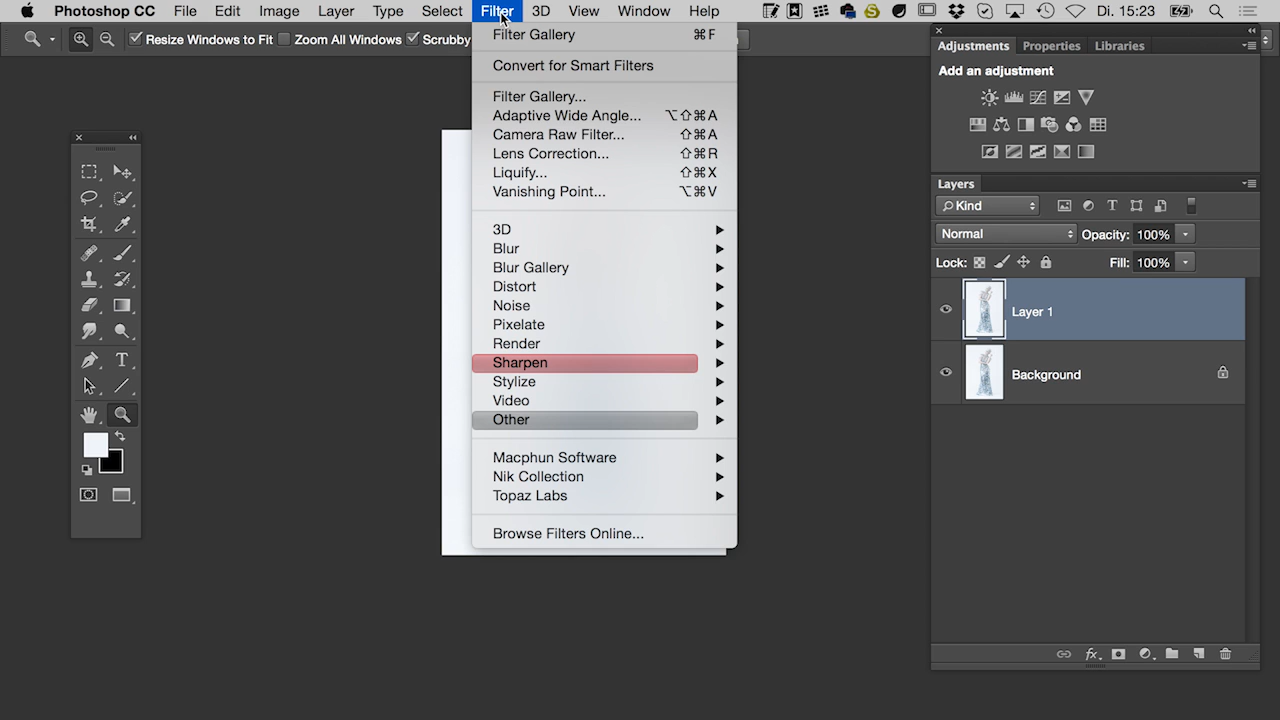 Photoshop CC File Edit Image Layer Type Select Filter 3D View Window Help Di. 15:23
Resize Windows to Fit Zoom All Windows Scrubby
Filter Gallery ⌘F
Convert for Smart Filters
Filter Gallery...
Adaptive Wide Angle... ⌥⇧⌘A
Camera Raw Filter... ⇧⌘A
Lens Correction... ⇧⌘R
Liquify... ⇧⌘X
Vanishing Point... ⌥⌘V
3D
Blur
Blur Gallery
Distort
Noise
Pixelate
Render
Sharpen
Stylize
Video
Other
Macphun Software
Nik Collection
Topaz Labs
Browse Filters Online...
Adjustments Properties Libraries
Add an adjustment
Layers
Kind
Normal Opacity: 100%
Lock: Fill: 100%
Layer 1
Background